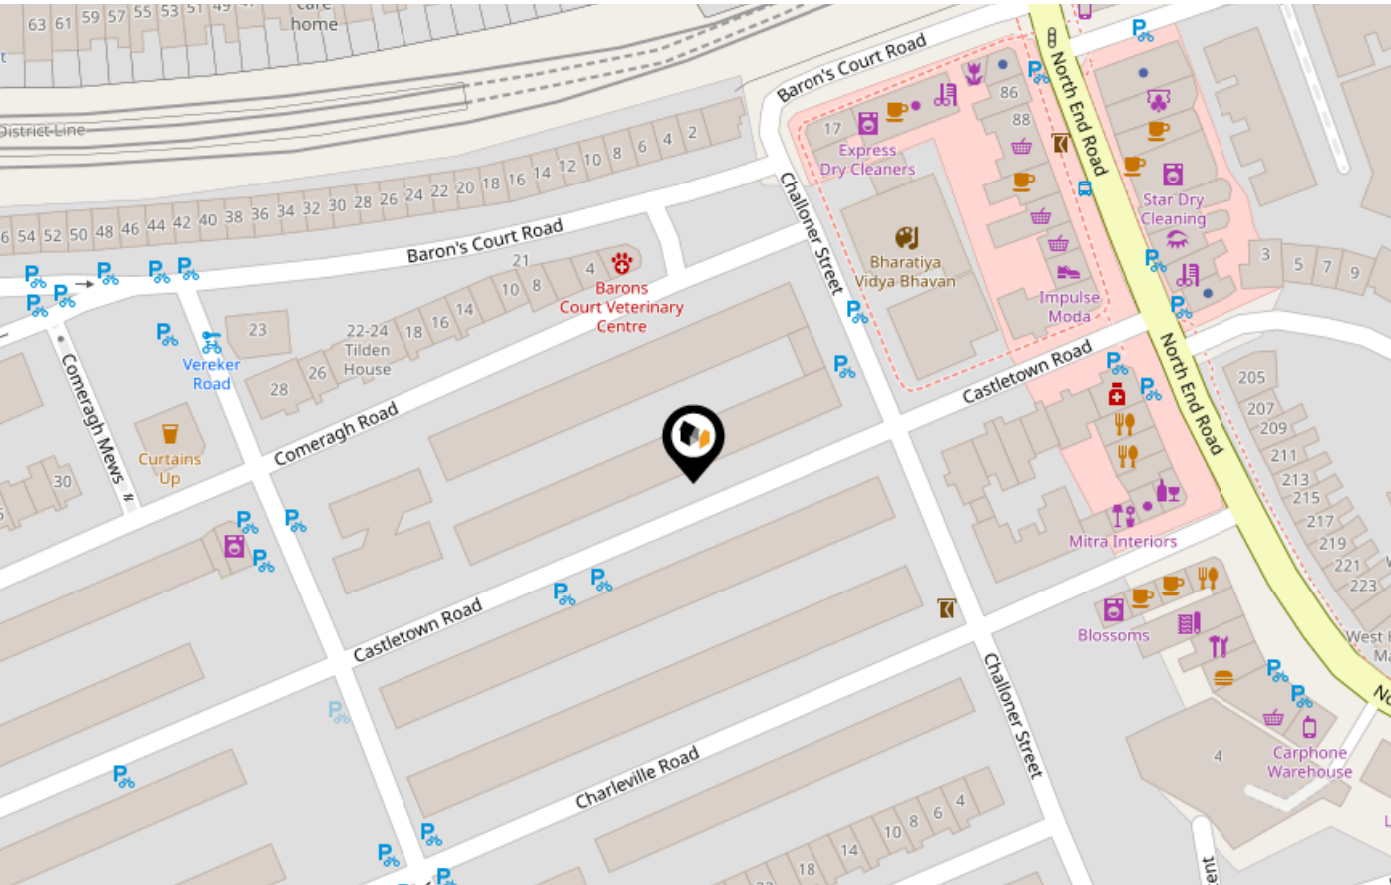 63 61 59 57 55 53 51 49 47
care
home
District Line
54 52 50 48 46 44 42 40 38 36 34 32 30 28 26 24 22 20 18 16 14 12 10 8 6 4 2
Baron's Court Road
Baron's Court Road
North End Road
86
88
17
Express
Dry Cleaners
Star Dry
Cleaning
Challoner Street
Bharatiya
Vidya Bhavan
3
5
7
9
Impulse
Moda
21
4
10 8
Barons
Court Veterinary
Centre
18 16 14
22-24
Tilden
House
23
26
28
Vereker
Road
Comeragh Mews
Comeragh Road
Curtains
Up
30
Castletown Road
North End Road
205
207
209
211
213
215
217
219
221
223
Mitra Interiors
Blossoms
Castletown Road
Challoner Street
Charleville Road
4
Carphone
Warehouse
18
14
10 8 6 4
West